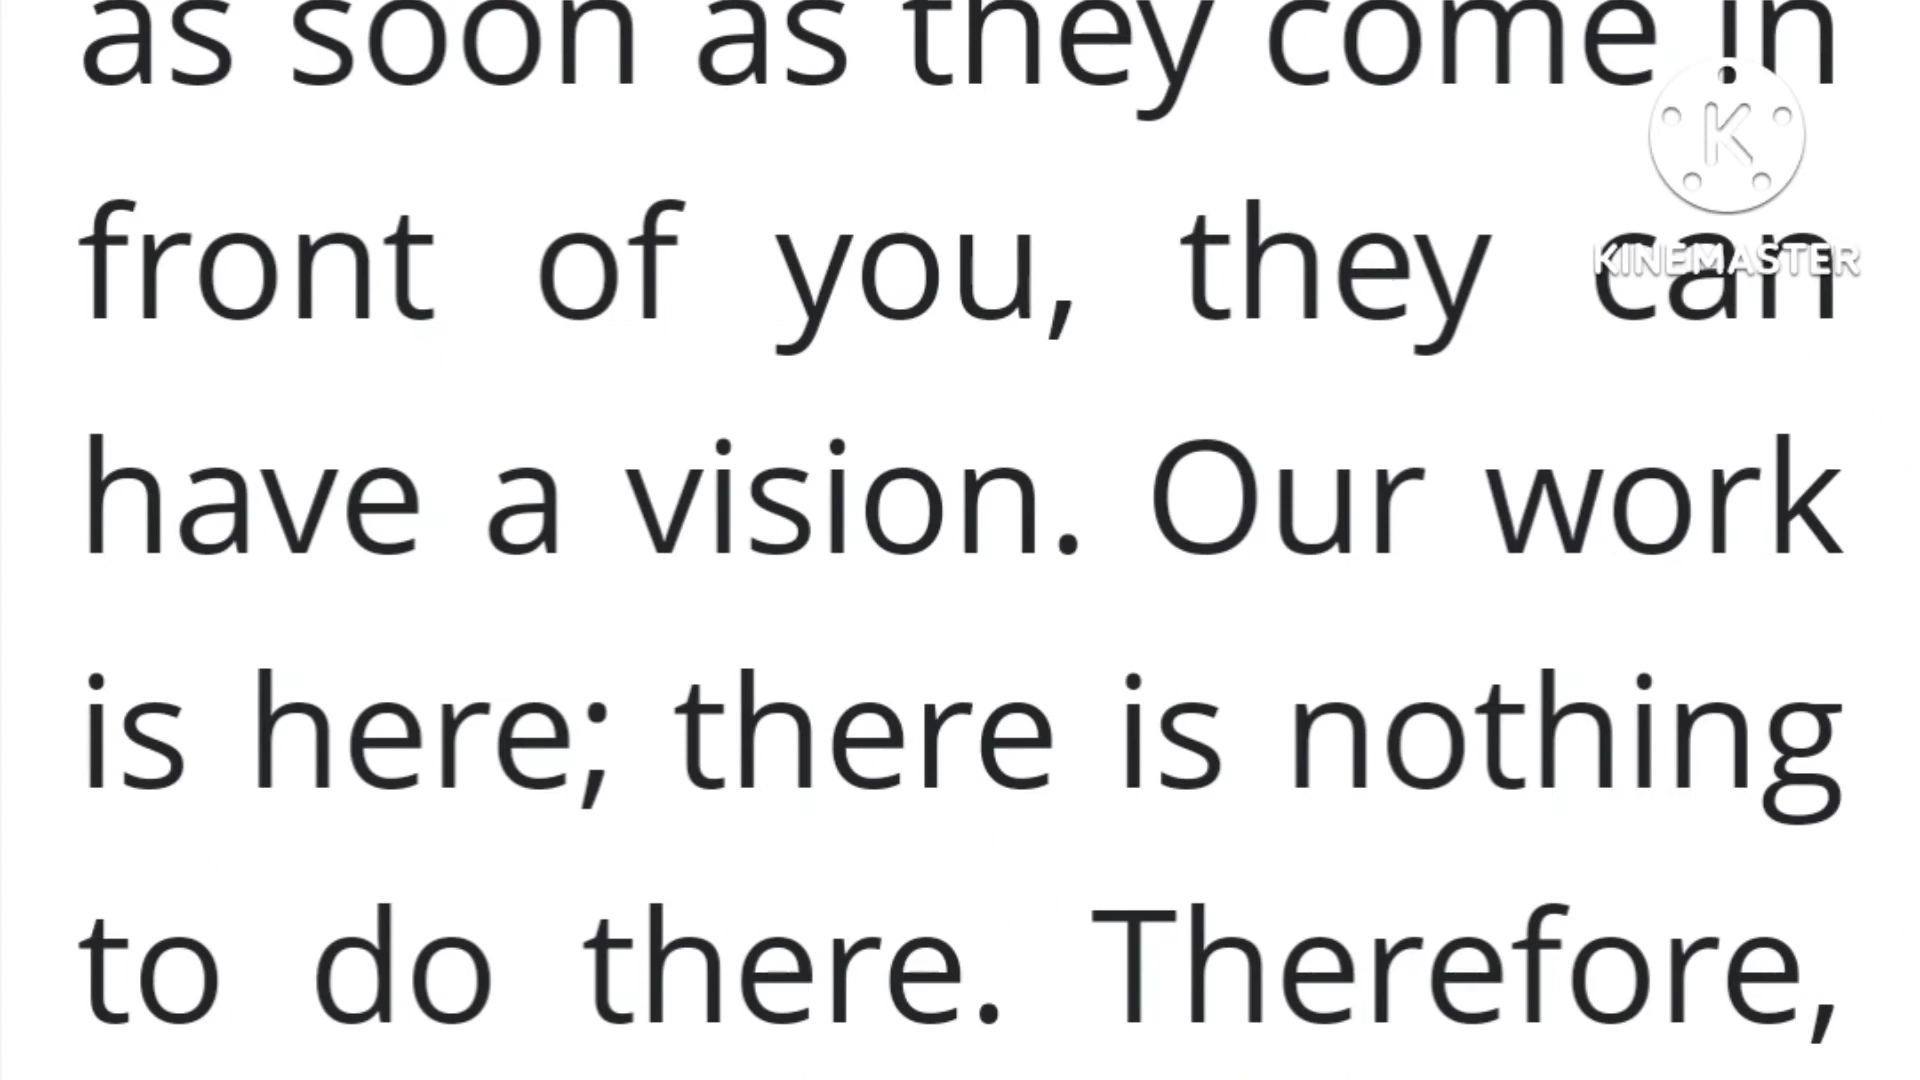 as soon as they come in
front of you, they can
KINEMASTER
have a vision. Our work
is here; there is nothing
to do there. Therefore,